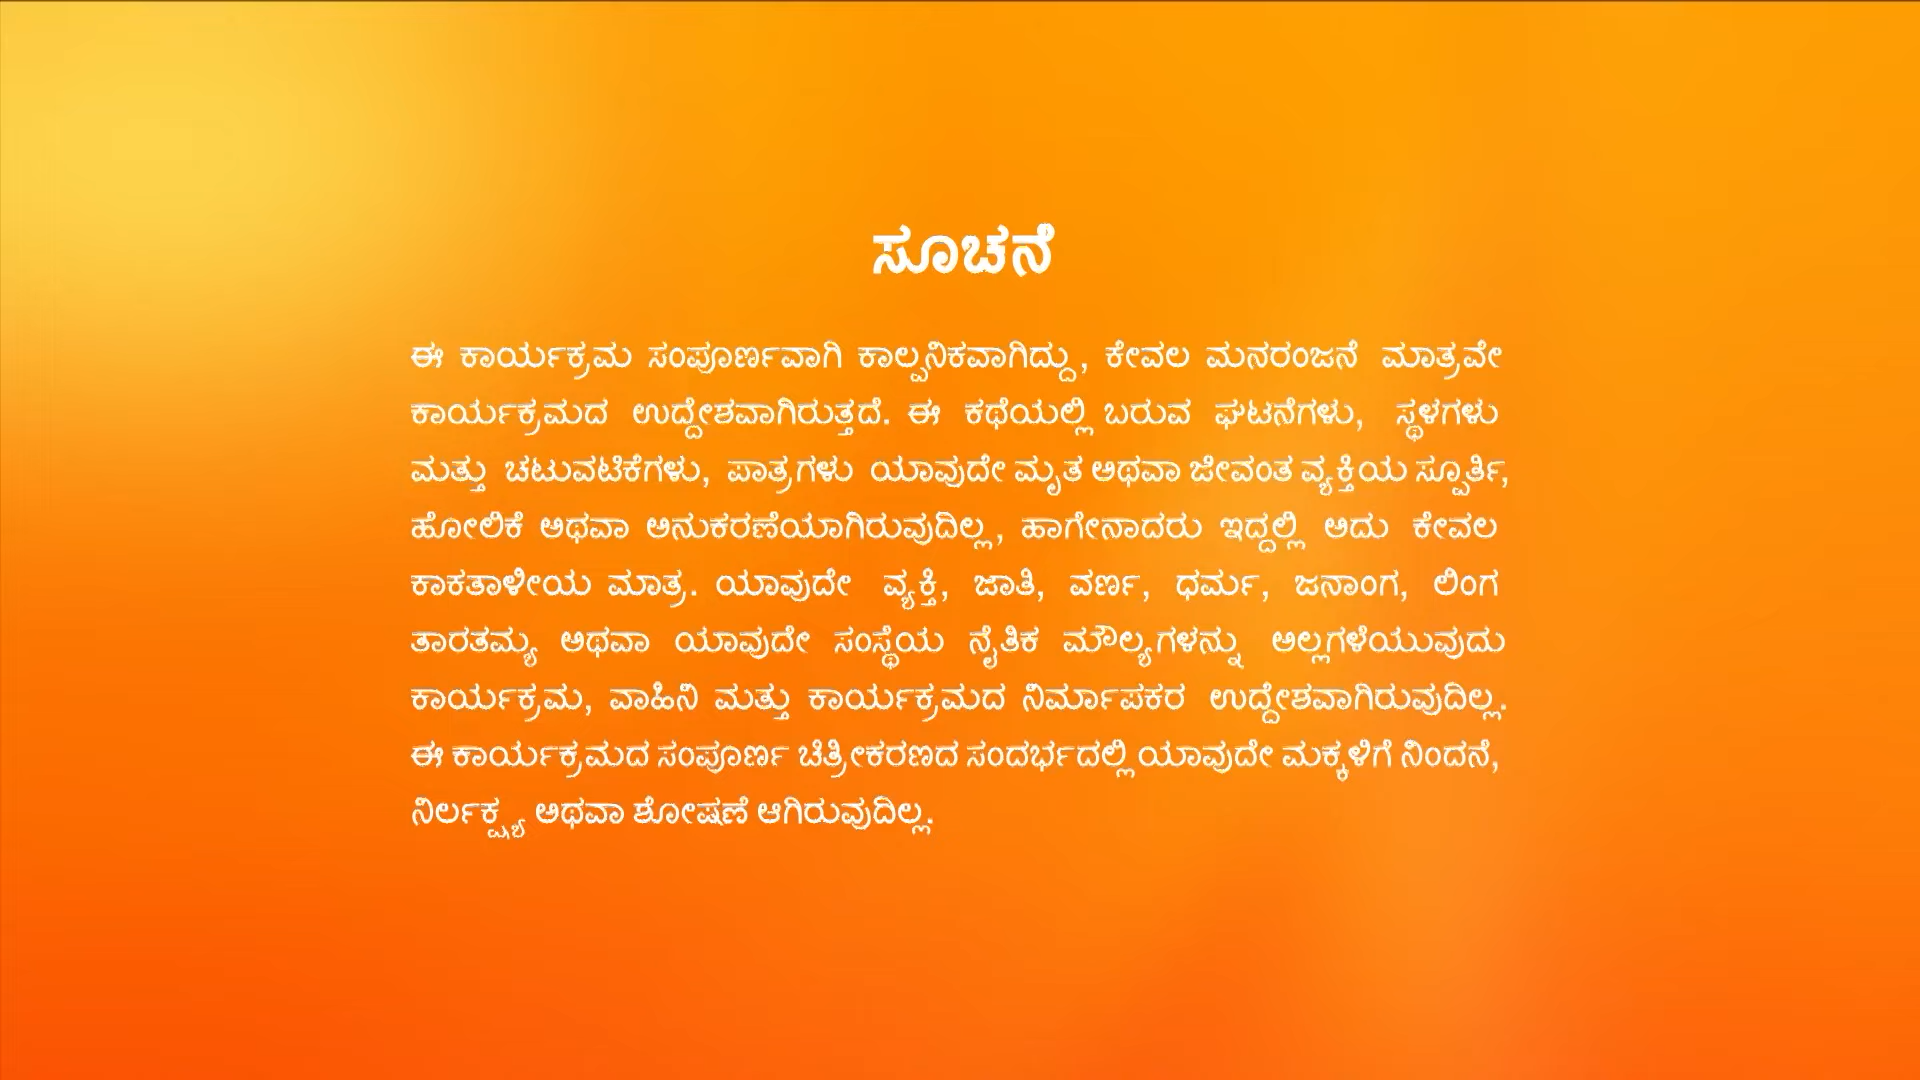 ಸೂಚನೆ
ಈ ಕಾರ್ಯಕ್ರಮ ಸಂಪೂರ್ಣವಾಗಿ ಕಾಲ್ಪನಿಕವಾಗಿದ್ದು, ಕೇವಲ ಮನರಂಜನೆ ಮಾತ್ರವೇ
ಕಾರ್ಯಕ್ರಮದ ಉದ್ದೇಶವಾಗಿರುತ್ತದೆ. ಈ ಕಥೆಯಲ್ಲಿ ಬರುವ ಘಟನೆಗಳು, ಸ್ಥಳಗಳು
ಮತ್ತು ಚಟುವಟಿಕೆಗಳು, ಪಾತ್ರಗಳು ಯಾವುದೇ ಮೃತ ಅಥವಾ ಜೀವಂತ ವ್ಯಕ್ತಿಯ ಸ್ಪೂರ್ತಿ,
ಹೋಲಿಕೆ ಅಥವಾ ಅನುಕರಣೆಯಾಗಿರುವುದಿಲ್ಲ, ಹಾಗೇನಾದರು ಇದ್ದಲ್ಲಿ ಅದು ಕೇವಲ
ಕಾಕತಾಳೀಯ ಮಾತ್ರ. ಯಾವುದೇ ವ್ಯಕ್ತಿ, ಜಾತಿ, ವರ್ಣ, ಧರ್ಮ, ಜನಾಂಗ, ಲಿಂಗ
ತಾರತಮ್ಯ ಅಥವಾ ಯಾವುದೇ ಸಂಸ್ಥೆಯ ನೈತಿಕ ಮೌಲ್ಯಗಳನ್ನು ಅಲ್ಲಗಳೆಯುವುದು
ಕಾರ್ಯಕ್ರಮ, ವಾಹಿನಿ ಮತ್ತು ಕಾರ್ಯಕ್ರಮದ ನಿರ್ಮಾಪಕರ ಉದ್ದೇಶವಾಗಿರುವುದಿಲ್ಲ.
ಈ ಕಾರ್ಯಕ್ರಮದ ಸಂಪೂರ್ಣ ಚಿತ್ರೀಕರಣದ ಸಂದರ್ಭದಲ್ಲಿ ಯಾವುದೇ ಮಕ್ಕಳಿಗೆ ನಿಂದನೆ,
ನಿರ್ಲಕ್ಷ್ಯ ಅಥವಾ ಶೋಷಣೆ ಆಗಿರುವುದಿಲ್ಲ.